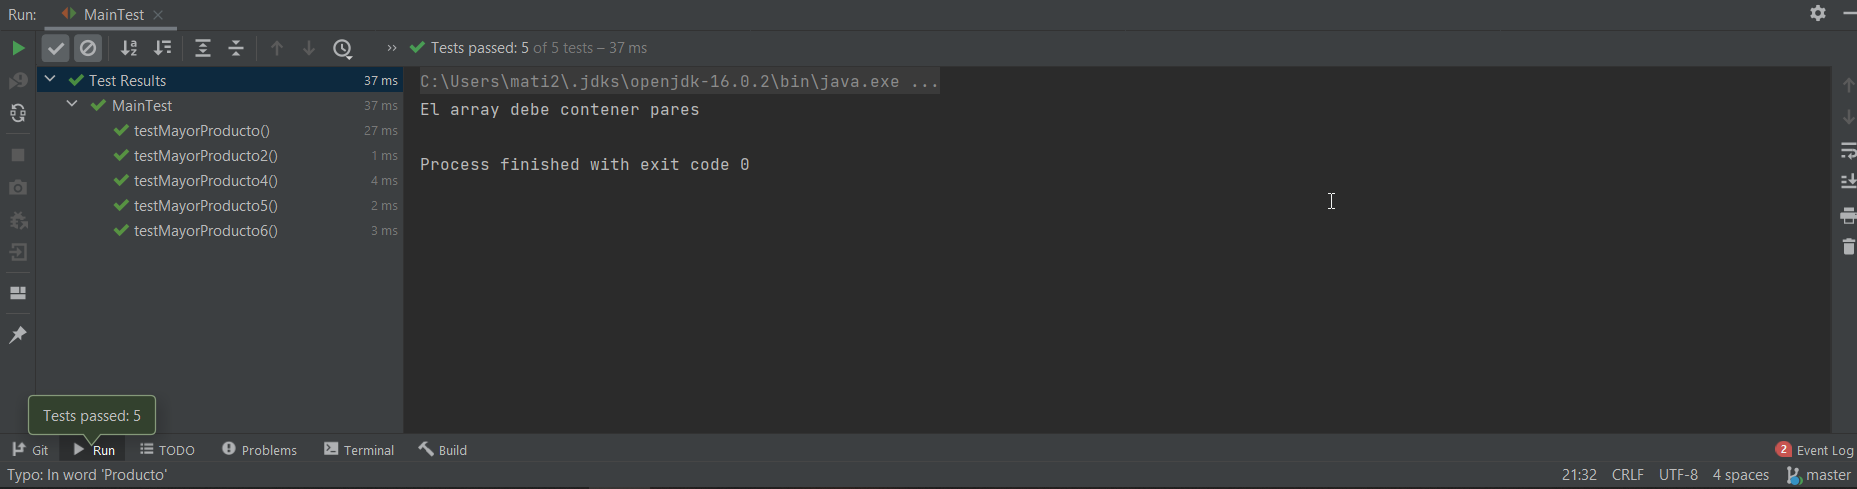 Run: MainTest
Tests passed: 5 of 5 tests – 37 ms
Test Results 37 ms
MainTest 37 ms
testMayorProducto() 27 ms
testMayorProducto2() 1 ms
testMayorProducto4() 4 ms
testMayorProducto5() 2 ms
testMayorProducto6() 3 ms
C:\Users\mati2\.jdks\openjdk-16.0.2\bin\java.exe ...
El array debe contener pares
Process finished with exit code 0
Tests passed: 5
Git Run TODO Problems Terminal Build 2 Event Log
Typo: In word 'Producto' 21:32 CRLF UTF-8 4 spaces master